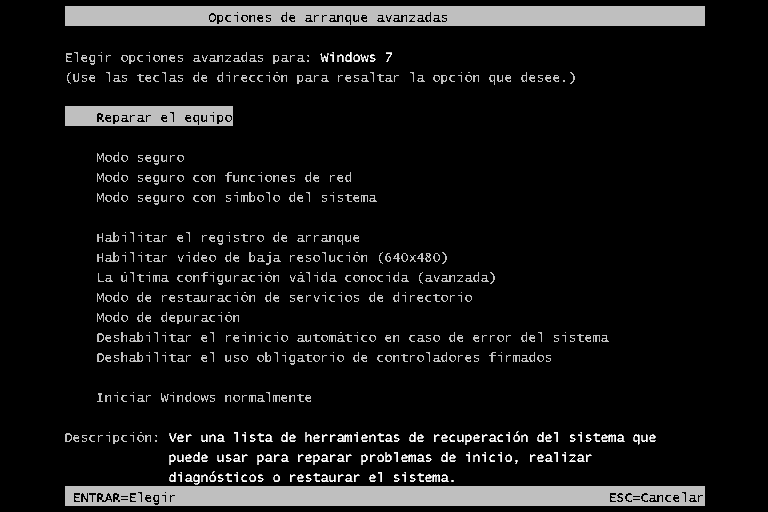 Opciones de arranque avanzadas
Elegir opciones avanzadas para: Windows 7
(Use las teclas de dirección para resaltar la opción que desee.)
Reparar el equipo
Modo seguro
Modo seguro con funciones de red
Modo seguro con símbolo del sistema
Habilitar el registro de arranque
Habilitar vídeo de baja resolución (640x480)
La última configuración válida conocida (avanzada)
Modo de restauración de servicios de directorio
Modo de depuración
Deshabilitar el reinicio automático en caso de error del sistema
Deshabilitar el uso obligatorio de controladores firmados
Iniciar Windows normalmente
Descripción: Ver una lista de herramientas de recuperación del sistema que
puede usar para reparar problemas de inicio, realizar
diagnósticos o restaurar el sistema.
ENTRAR=Elegir ESC=Cancelar